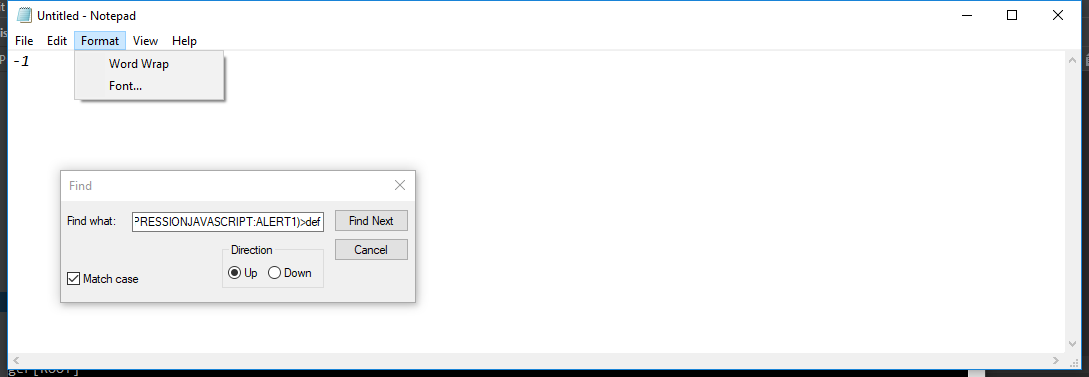 Untitled - Notepad
File Edit Format View Help
-1
Word Wrap
Font...
Find
Find what: PRESSIONJAVASCRIPT:ALERT1)>def Find Next
Direction Cancel
Up Down
Match case